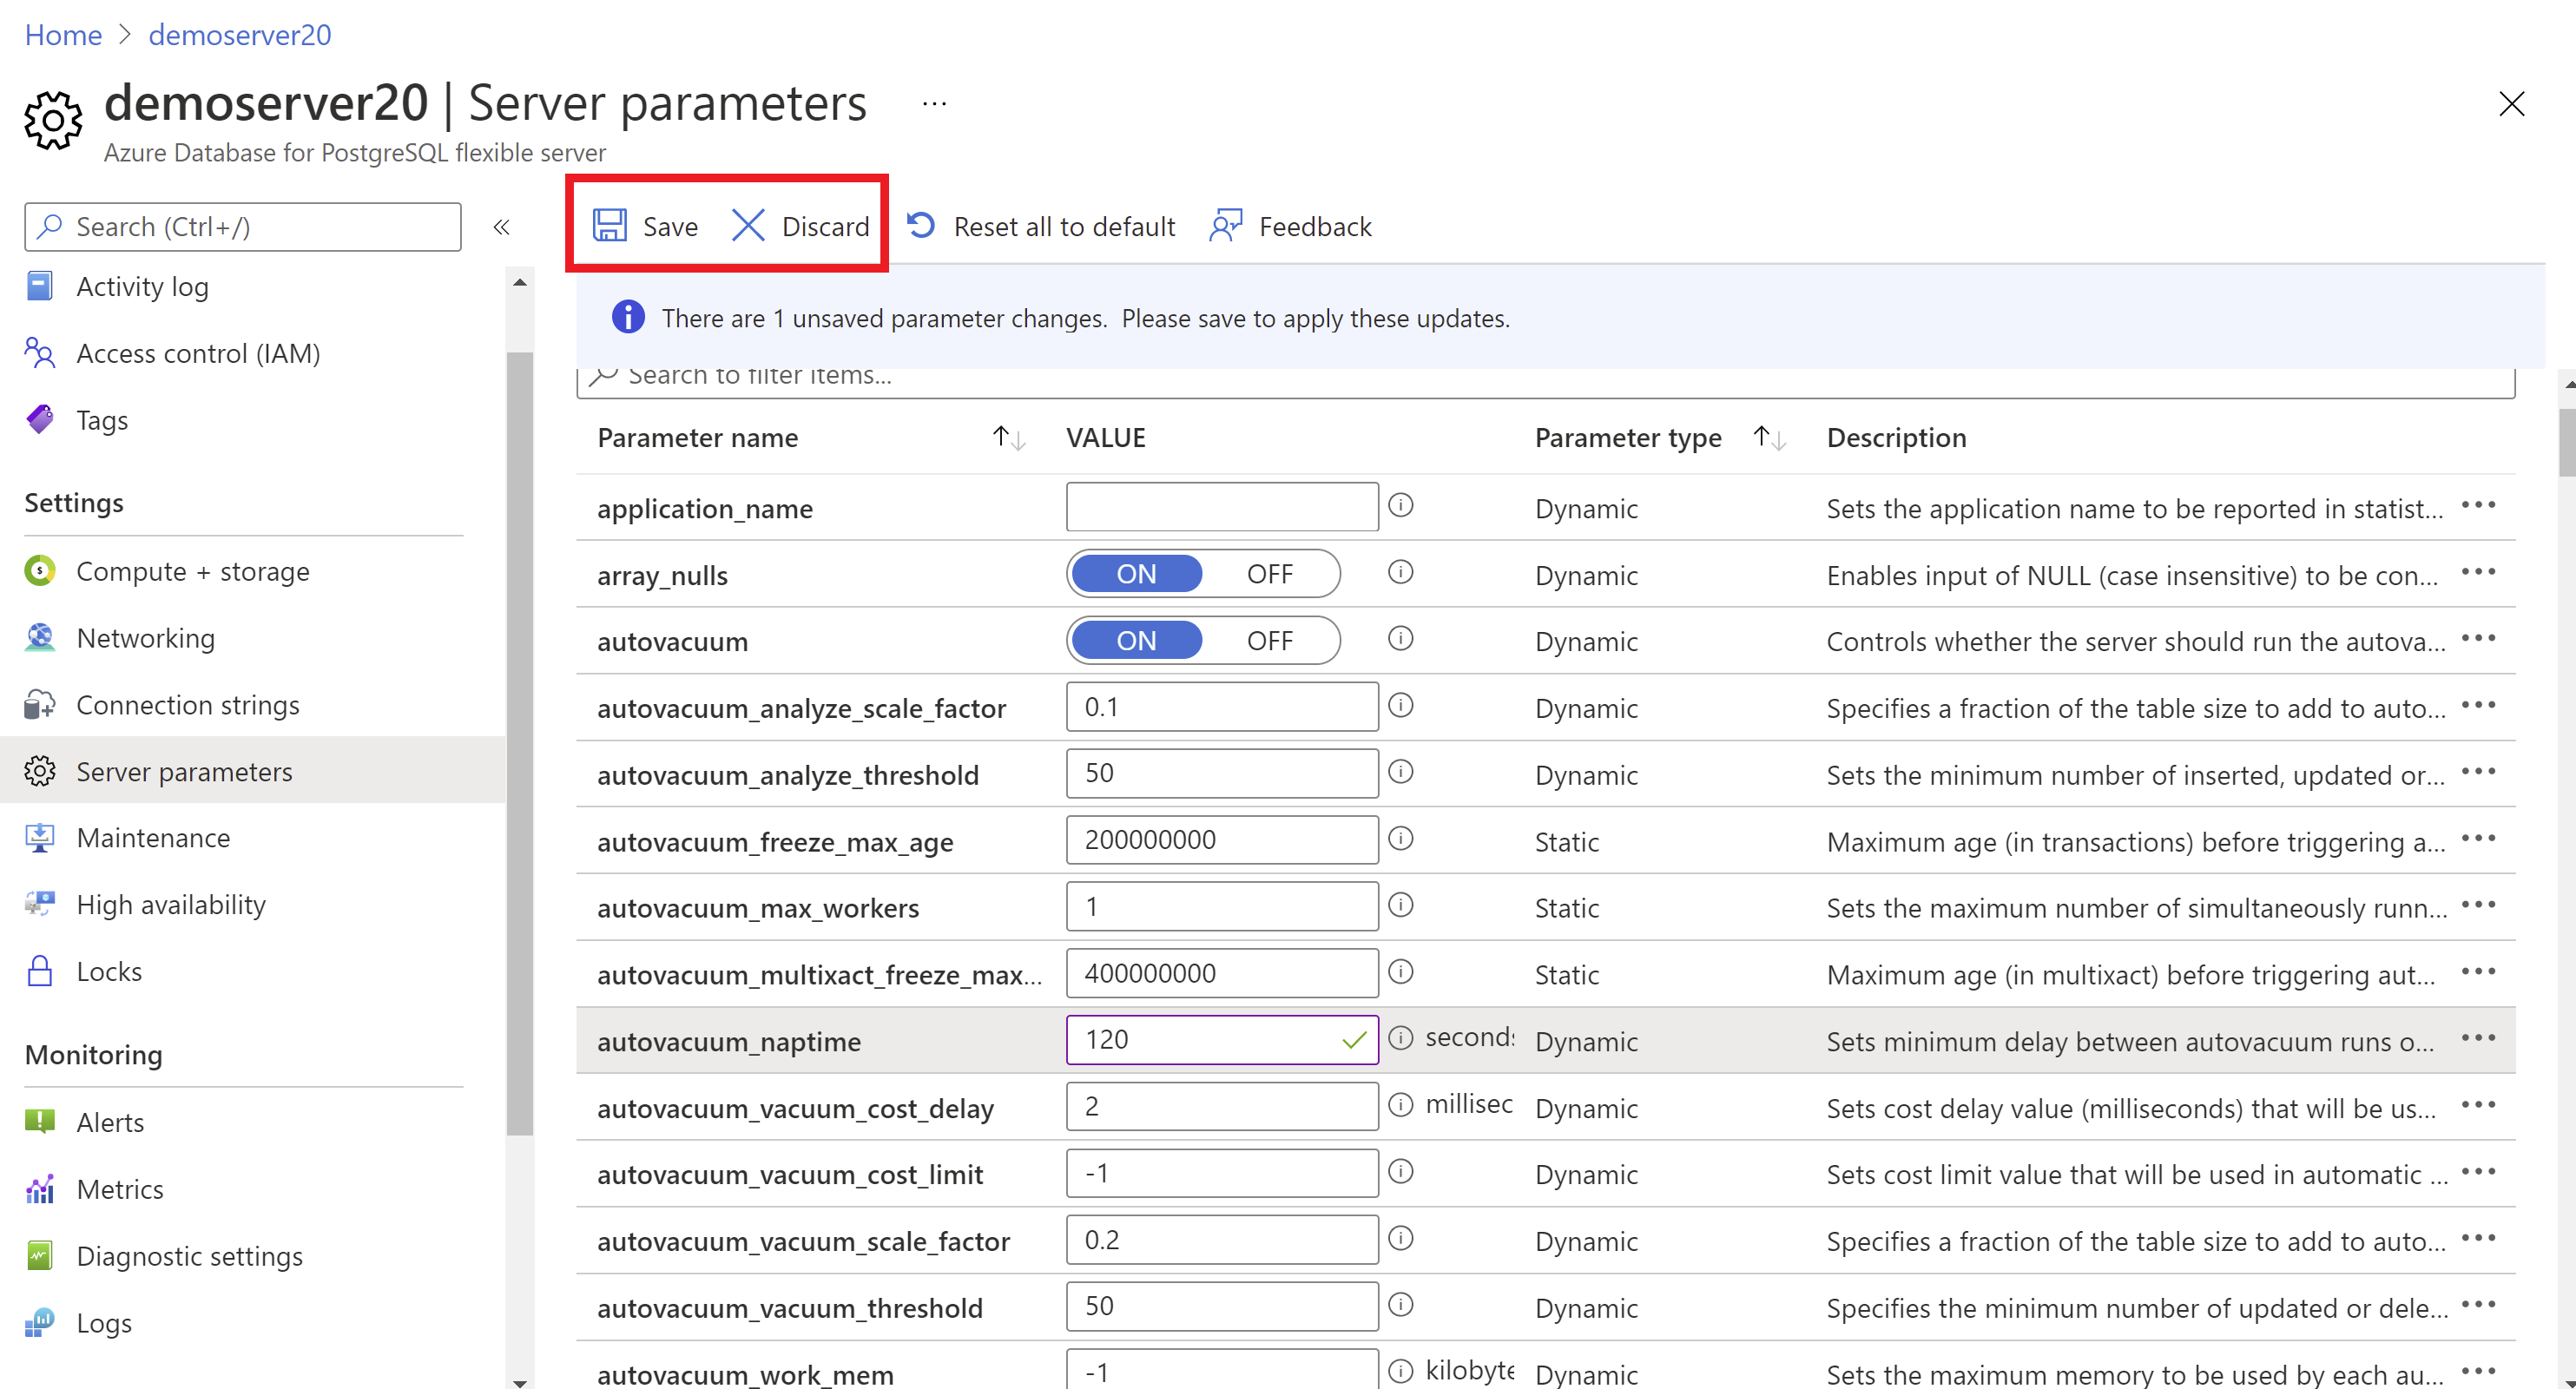 Home > demoserver20
demoserver20 | Server parameters ...
Azure Database for PostgreSQL flexible server
Search (Ctrl+/) «
Activity log
Access control (IAM)
Tags
Settings
Compute + storage
Networking
Connection strings
Server parameters
Maintenance
High availability
Locks
Monitoring
Alerts
Metrics
Diagnostic settings
Logs
Save Discard Reset all to default Feedback
There are 1 unsaved parameter changes. Please save to apply these updates.
Search to filter items...
Parameter name VALUE Parameter type Description
application_name Dynamic Sets the application name to be reported in statist...
array_nulls ON OFF Dynamic Enables input of NULL (case insensitive) to be con...
autovacuum ON OFF Dynamic Controls whether the server should run the autova...
autovacuum_analyze_scale_factor 0.1 Dynamic Specifies a fraction of the table size to add to auto...
autovacuum_analyze_threshold 50 Dynamic Sets the minimum number of inserted, updated or...
autovacuum_freeze_max_age 200000000 Static Maximum age (in transactions) before triggering a...
autovacuum_max_workers 1 Static Sets the maximum number of simultaneously runn...
autovacuum_multixact_freeze_max... 400000000 Static Maximum age (in multixact) before triggering aut...
autovacuum_naptime 120 seconds Dynamic Sets minimum delay between autovacuum runs o...
autovacuum_vacuum_cost_delay 2 millisec Dynamic Sets cost delay value (milliseconds) that will be us...
autovacuum_vacuum_cost_limit -1 Dynamic Sets cost limit value that will be used in automatic ...
autovacuum_vacuum_scale_factor 0.2 Dynamic Specifies a fraction of the table size to add to auto...
autovacuum_vacuum_threshold 50 Dynamic Specifies the minimum number of updated or dele...
autovacuum_work_mem -1 kilobyte Dynamic Sets the maximum memory to be used by each au...